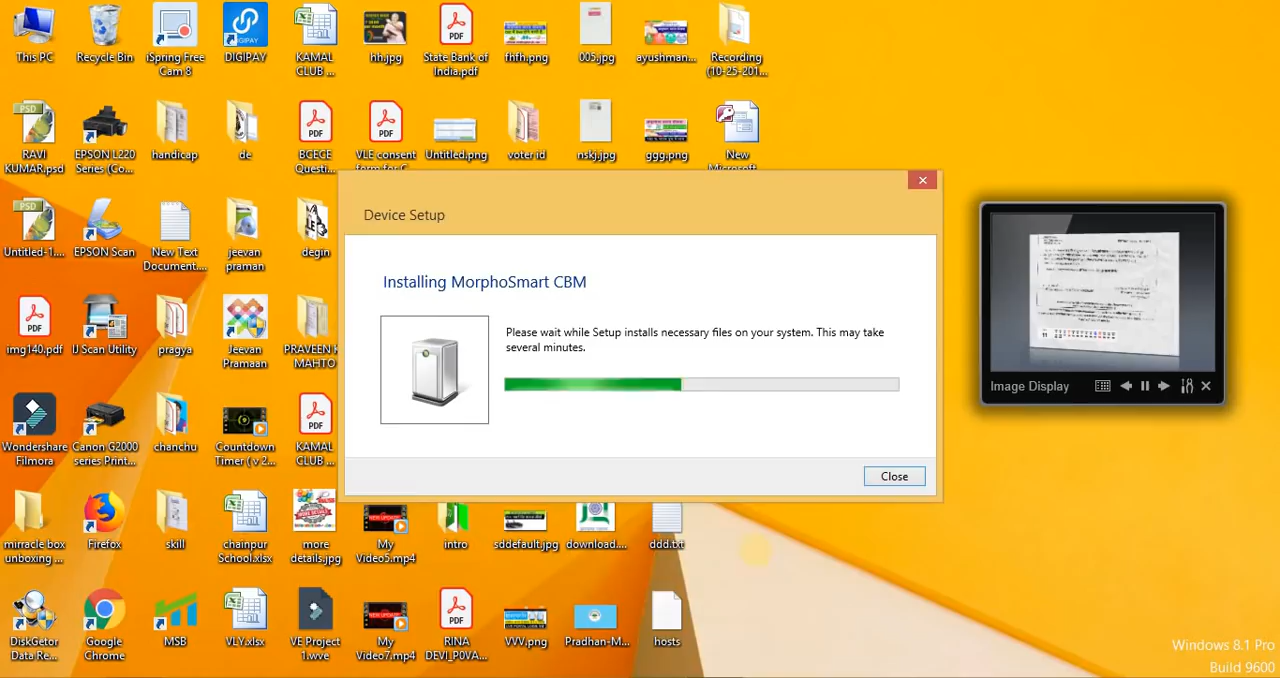 This PC
Recycle Bin
iSpring Free
Cam 8
DIGIPAY
KAMAL
CLUB ...
hh.jpg
State Bank of
India.pdf
fhfh.png
005.jpg
ayushman...
Recording
(10-25-201...
RAVI
KUMAR.psd
EPSON L220
Series (Co...
handicap
de
BCECE
Questi...
VLE consent
form for C...
Untitled.png
voter id
nskj.jpg
ggg.png
New
Microsoft...
Untitled-1....
EPSON Scan
New Text
Document....
jeevan
praman
degin
img140.pdf
IJ Scan Utility
pragya
Jeevan
Pramaan
PRAVEEN K
MAHTO
Wondershare
Filmora
Canon G2000
series Print...
chanchu
Countdown
Timer ( v 2...
KAMAL
CLUB ...
mirracle box
unboxing ...
Firefox
skill
chainpur
School.xlsx
more
details.jpg
My
Video5.mp4
intro
sddefault.jpg
download....
ddd.txt
DiskGetor
Data Re...
Google
Chrome
MSB
VLY.xlsx
VE Project
1.wve
My
Video7.mp4
RINA
DEVI_P0VA...
VVV.png
Pradhan-M...
hosts
Device Setup
Installing MorphoSmart CBM
Please wait while Setup installs necessary files on your system. This may take
several minutes.
Close
Image Display
Windows 8.1 Pro
Build 9600